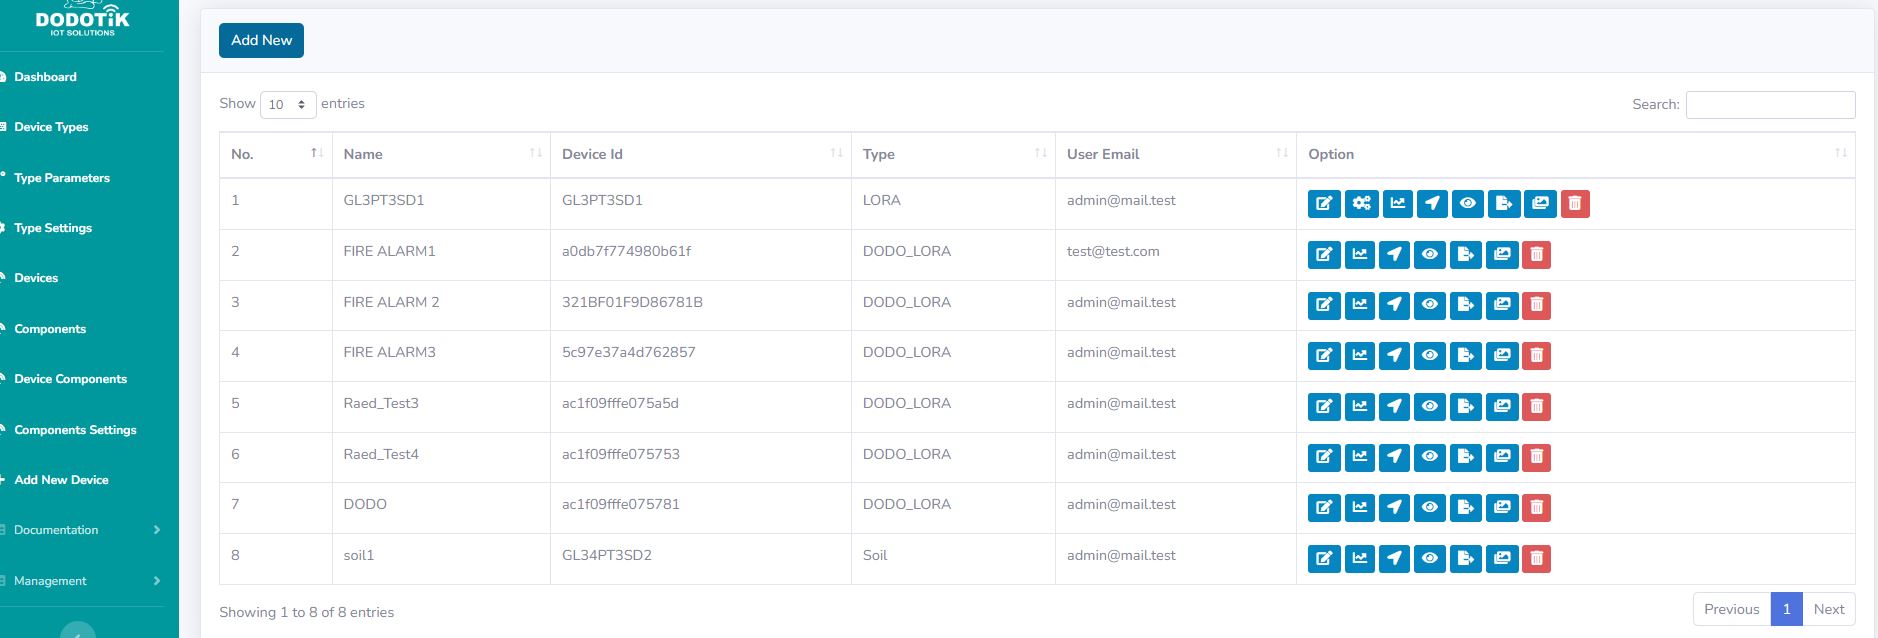 DODOTiK
IOT SOLUTIONS
Dashboard
Device Types
Type Parameters
Type Settings
Devices
Components
Device Components
Components Settings
Add New Device
Documentation
Management
Add New
Show 10 entries
Search:
No. Name Device Id Type User Email Option
1 GL3PT3SD1 GL3PT3SD1 LORA admin@mail.test
2 FIRE ALARM1 a0db7f774980b61f DODO_LORA test@test.com
3 FIRE ALARM 2 321BF01F9D86781B DODO_LORA admin@mail.test
4 FIRE ALARM3 5c97e37a4d762857 DODO_LORA admin@mail.test
5 Raed_Test3 ac1f09fffe075a5d DODO_LORA admin@mail.test
6 Raed_Test4 ac1f09fffe075753 DODO_LORA admin@mail.test
7 DODO ac1f09fffe075781 DODO_LORA admin@mail.test
8 soil1 GL34PT3SD2 Soil admin@mail.test
Showing 1 to 8 of 8 entries
Previous 1 Next